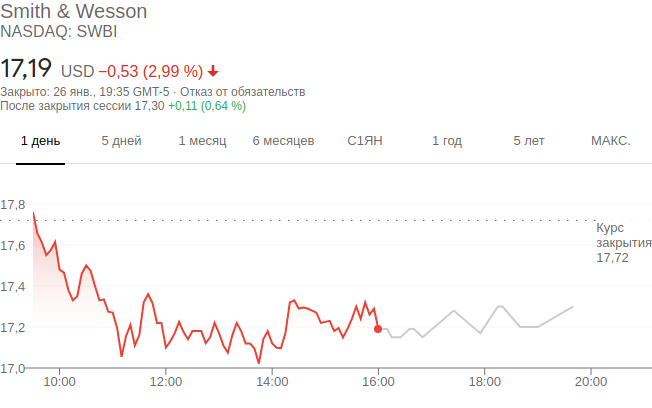 Smith & Wesson
NASDAQ: SWBI
17,19 USD −0,53 (2,99 %)
Закрыто: 26 янв., 19:35 GMT-5 · Отказ от обязательств
После закрытия сессии 17,30 +0,11 (0,64 %)
1 день 5 дней 1 месяц 6 месяцев С1ЯН 1 год 5 лет МАКС.
17,8
17,6
17,4
17,2
17,0
Курс
закрытия
17,72
10:00 12:00 14:00 16:00 18:00 20:00